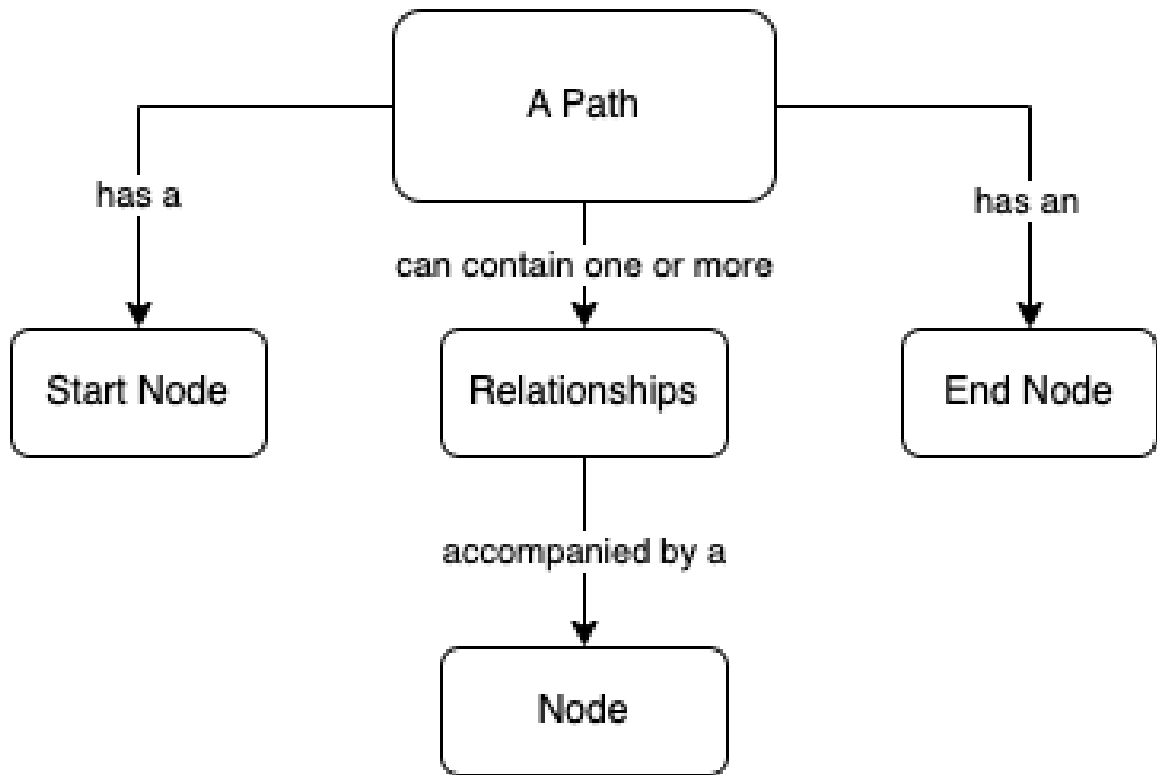 A Path
has a
has an
can contain one or more
Start Node
Relationships
End Node
accompanied by a
Node